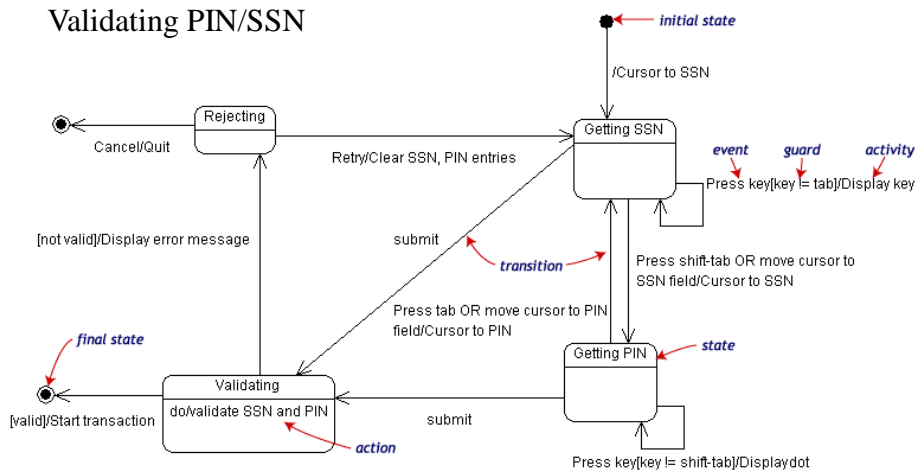 Validating PIN/SSN
initial state
/Cursor to SSN
Rejecting
Getting SSN
Cancel/Quit
Retry/Clear SSN, PIN entries
event guard activity
Press key[key != tab]/Display key
[not valid]/Display error message
submit
transition
Press shift-tab OR move cursor to
SSN field/Cursor to SSN
Press tab OR move cursor to PIN
field/Cursor to PIN
final state
Getting PIN
state
Validating
do/validate SSN and PIN
[valid]/Start transaction
submit
action
Press key[key != shift-tab]/Displaydot